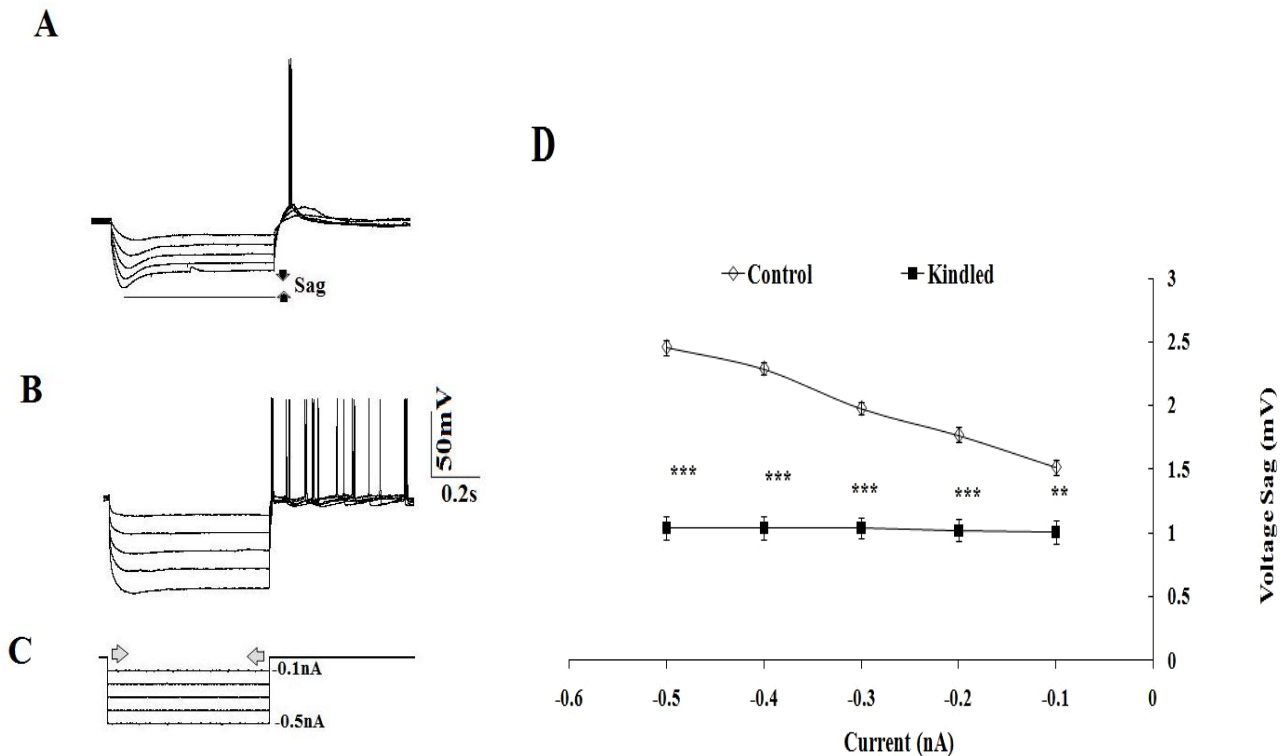 A
Sag
B
50mV
0.2s
C
-0.1nA
-0.5nA
D
Control
Kindled
3
2.5
2
1.5
1
0.5
0
*** *** *** *** **
-0.6 -0.5 -0.4 -0.3 -0.2 -0.1 0
Current (nA)
Voltage Sag (mV)